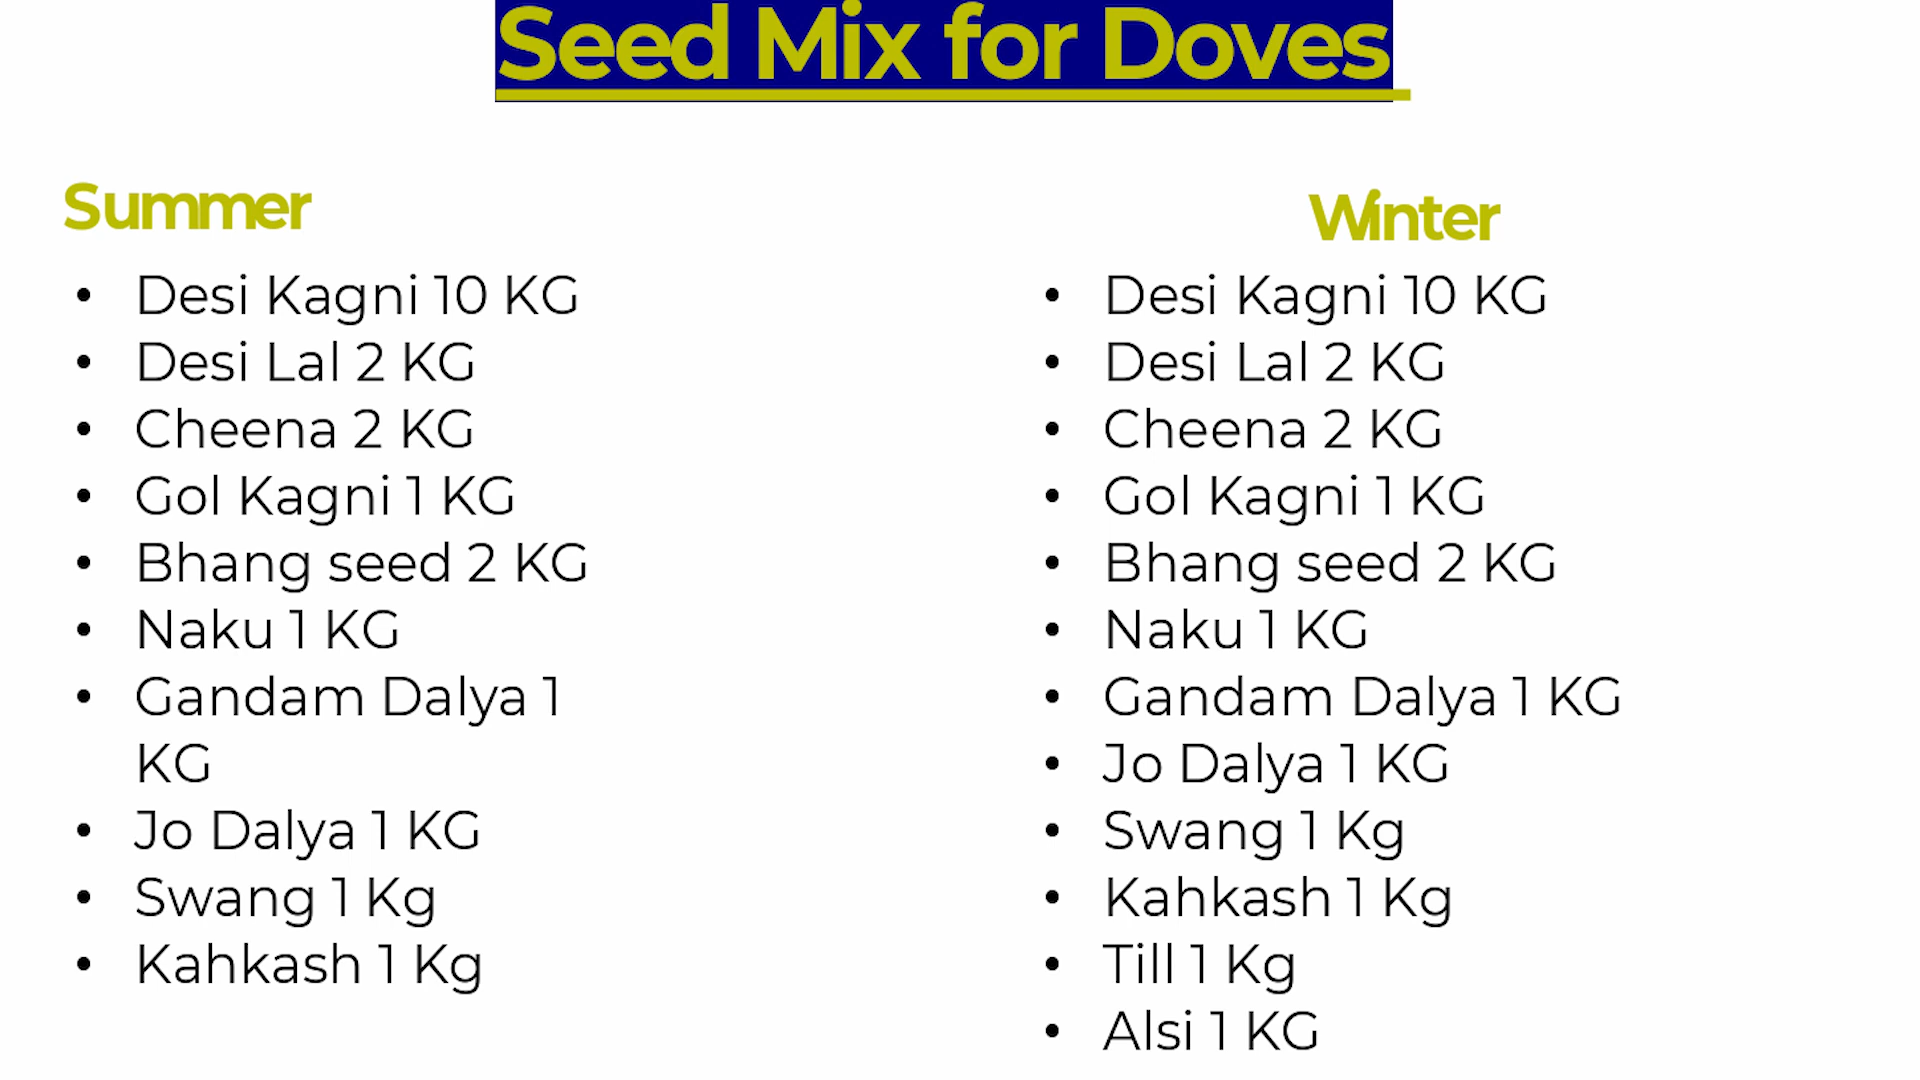 Seed Mix for Doves
Summer
• Desi Kagni 10 KG
• Desi Lal 2 KG
• Cheena 2 KG
• Gol Kagni 1 KG
• Bhang seed 2 KG
• Naku 1 KG
• Gandam Dalya 1
KG
• Jo Dalya 1 KG
• Swang 1 Kg
• Kahkash 1 Kg
Winter
• Desi Kagni 10 KG
• Desi Lal 2 KG
• Cheena 2 KG
• Gol Kagni 1 KG
• Bhang seed 2 KG
• Naku 1 KG
• Gandam Dalya 1 KG
• Jo Dalya 1 KG
• Swang 1 Kg
• Kahkash 1 Kg
• Till 1 Kg
• Alsi 1 KG